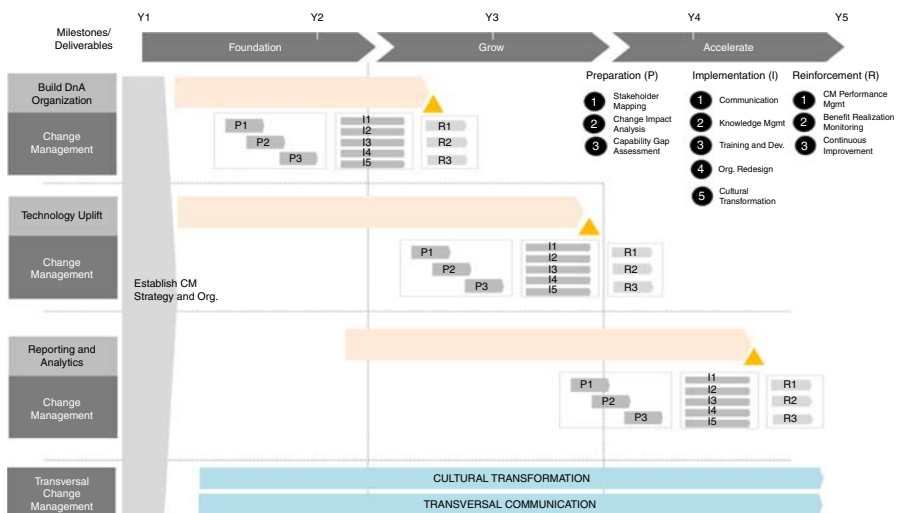 Y1
Y2
Y3
Y4
Y5
Milestones/
Deliverables
Foundation
Grow
Accelerate
Preparation (P)
1 Stakeholder
Mapping
2 Change Impact
Analysis
3 Capability Gap
Assessment
Implementation (I)
1 Communication
2 Knowledge Mgmt
3 Training and Dev.
4 Org. Redesign
5 Cultural
Transformation
Reinforcement (R)
1 CM Performance
Mgmt
2 Benefit Realization
Monitoring
3 Continuous
Improvement
Build DnA
Organization
Change
Management
P1
P2
P3
I1
I2
I3
I4
I5
R1
R2
R3
Technology Uplift
Change
Management
Establish CM
Strategy and Org.
P1
P2
P3
I1
I2
I3
I4
I5
R1
R2
R3
Reporting and
Analytics
Change
Management
P1
P2
P3
I1
I2
I3
I4
I5
R1
R2
R3
Transversal
Change
Management
CULTURAL TRANSFORMATION
TRANSVERSAL COMMUNICATION